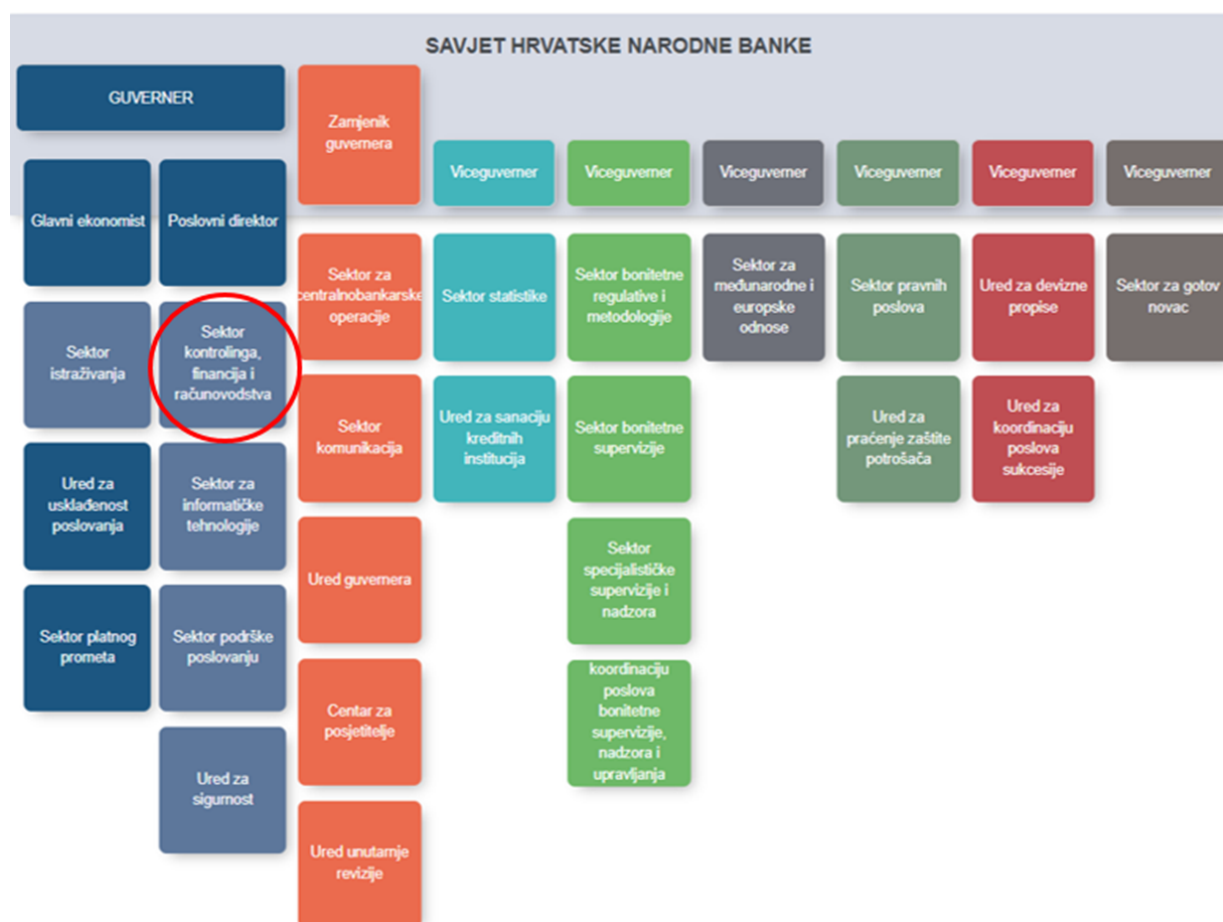 SAVJET HRVATSKE NARODNE BANKE
GUVERNER
Glavni ekonomist
Poslovni direktor
Sektor
istraživanja
Sektor
kontrolinga,
financija i
računovodstva
Ured za
usklađenost
poslovanja
Sektor za
informatičke
tehnologije
Sektor platnog
prometa
Sektor podrške
poslovanju
Ured za
sigurnost
Zamjenik
guvernera
Sektor za
centralnobankarske
operacije
Sektor
komunikacija
Ured guvernera
Centar za
posjetitelje
Ured unutarnje
revizije
Viceguverner
Sektor statistike
Ured za sanaciju
kreditnih
institucija
Viceguverner
Sektor bonitetne
regulative i
metodologije
Sektor bonitetne
supervizije
Sektor
specijalističke
supervizije i
nadzora
koordinaciju
poslova
bonitetne
supervizije,
nadzora i
upravljanja
Viceguverner
Sektor za
međunarodne i
europske
odnose
Viceguverner
Sektor pravnih
poslova
Ured za
praćenje zaštite
potrošača
Viceguverner
Ured za devizne
propise
Ured za
koordinaciju
poslova
sukcesije
Viceguverner
Sektor za gotov
novac